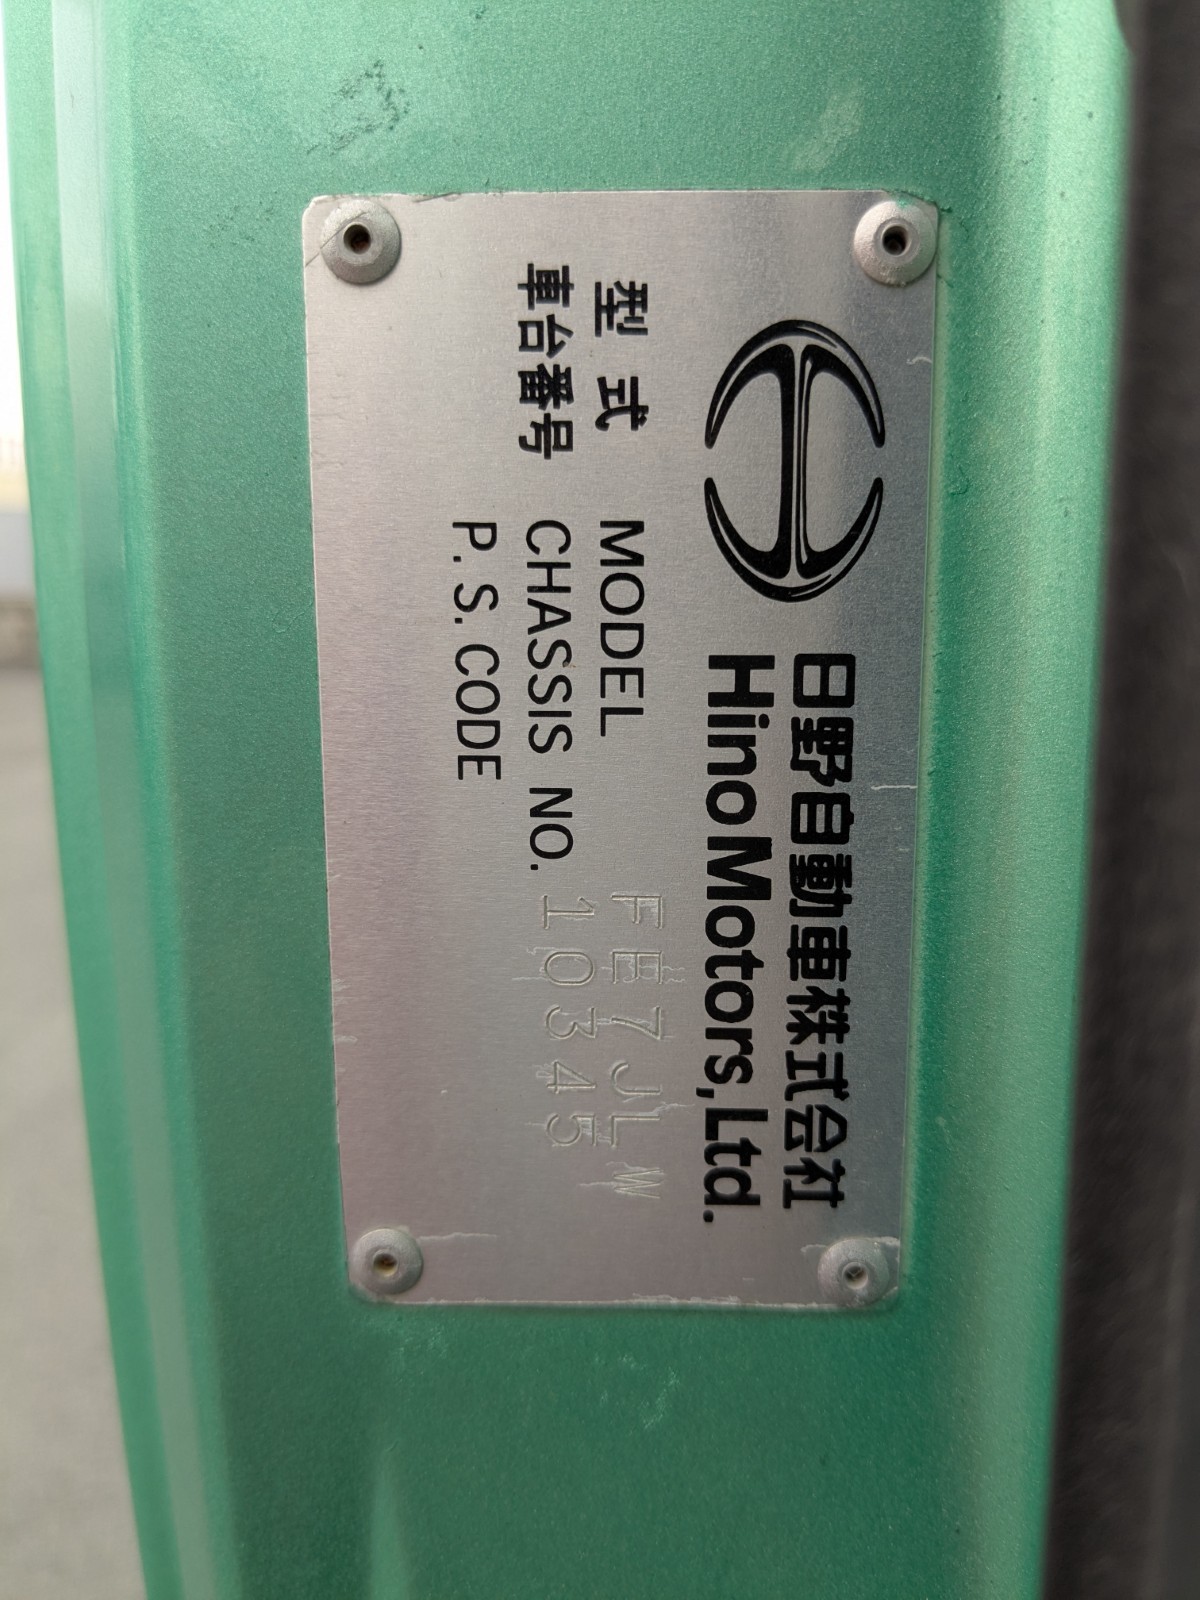 日野自動車株式会社
Hino Motors, Ltd.
型 式 MODEL FE7JLW
車台番号 CHASSIS NO. 10345
P. S. CODE